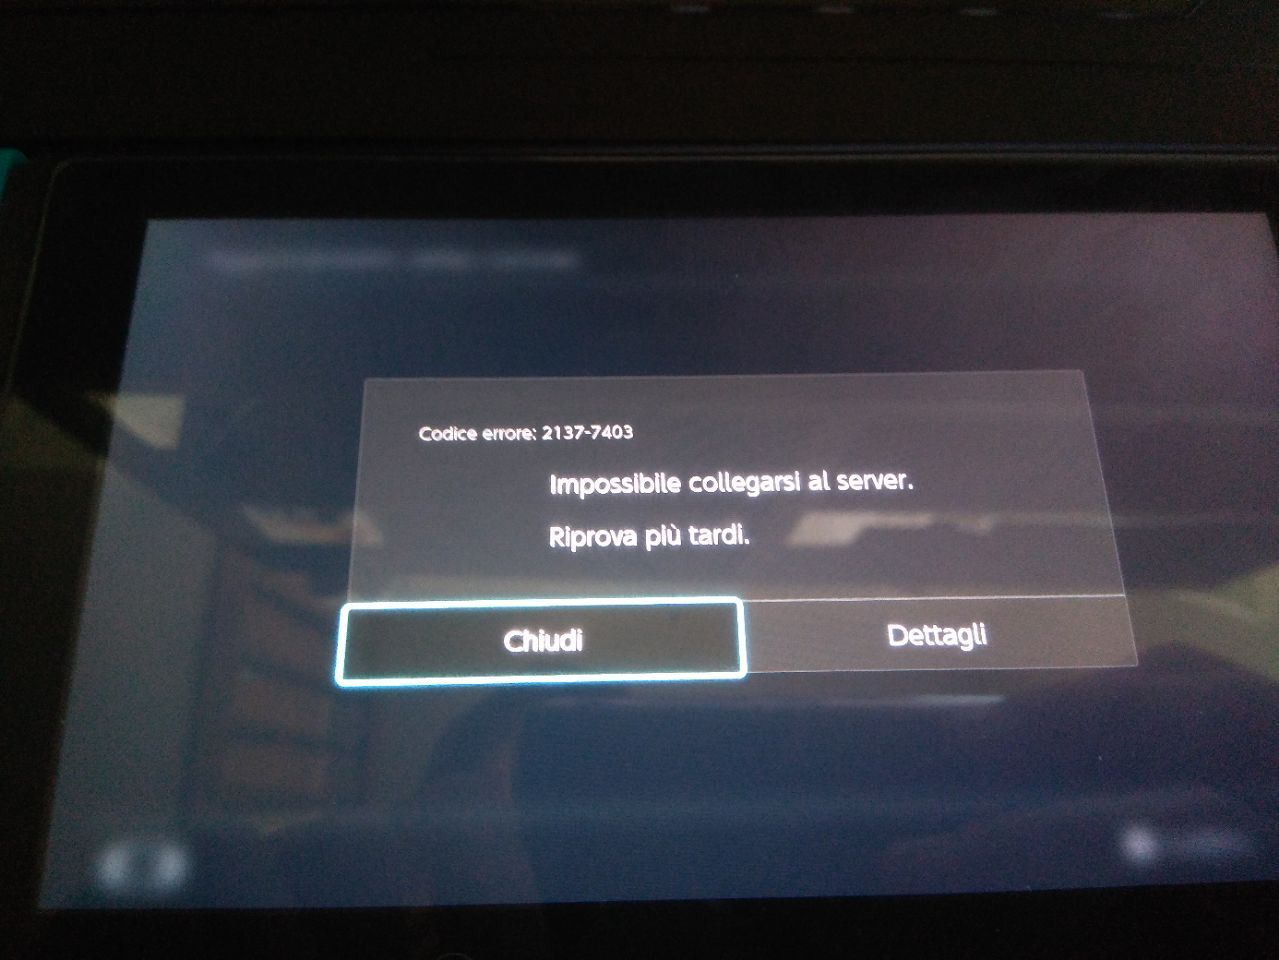 Codice errore: 2137-7403
Impossibile collegarsi al server.
Riprova più tardi.
Chiudi
Dettagli